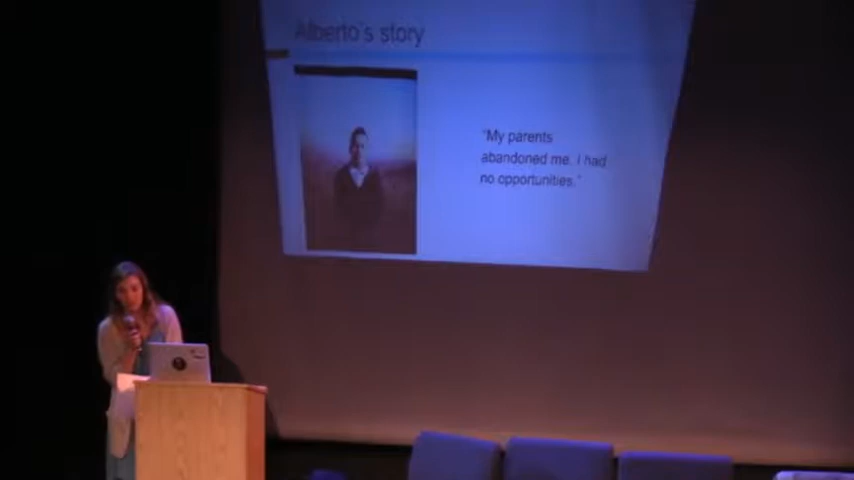 Alberto's story
"My parents
abandoned me. I had
no opportunities."